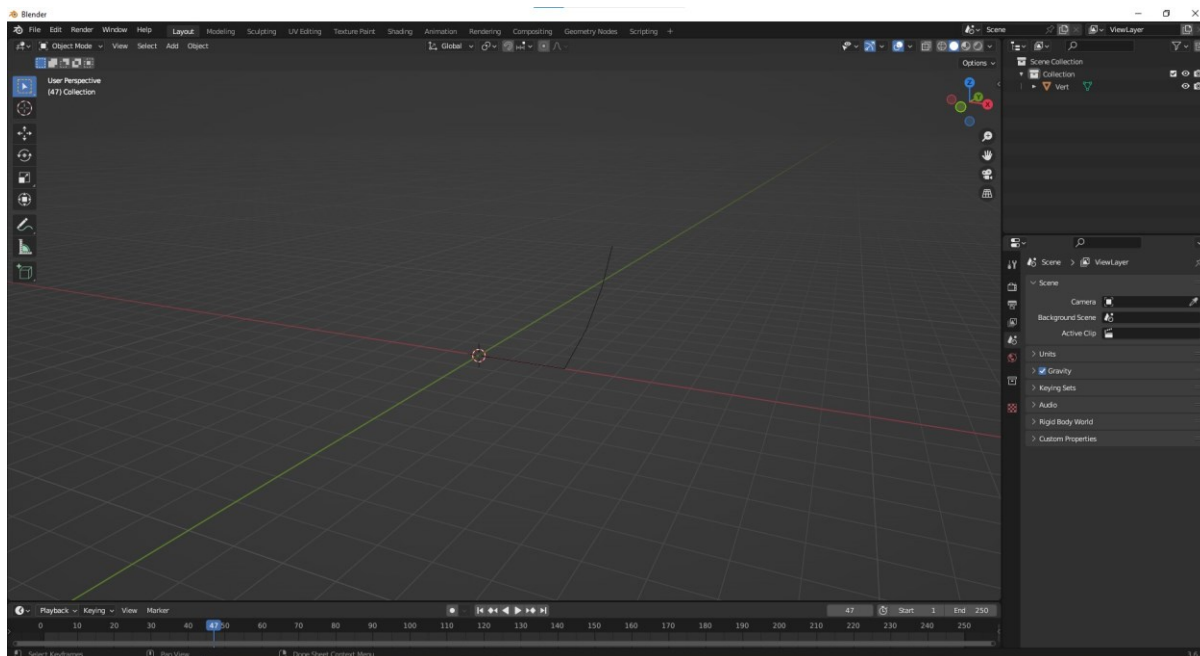 Blender
File Edit Render Window Help Layout Modeling Sculpting UV Editing Texture Paint Shading Animation Rendering Compositing Geometry Nodes Scripting + Scene ViewLayer
Object Mode View Select Add Object Global
Options
User Perspective
(47) Collection
Z
Y
X
Scene Collection
Collection
Vert
Scene > ViewLayer
Scene
Camera
Background Scene
Active Clip
Units
Gravity
Keying Sets
Audio
Rigid Body World
Custom Properties
Playback Keying View Marker 47 Start 1 End 250
0 10 20 30 40 47 50 60 70 80 90 100 110 120 130 140 150 160 170 180 190 200 210 220 230 240 250
Select Keyframes Pan View Dope Sheet Context Menu 3.6